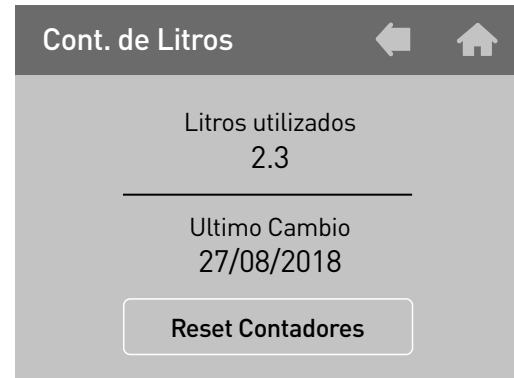 Cont. de Litros
Litros utilizados
2.3
Ultimo Cambio
27/08/2018
Reset Contadores